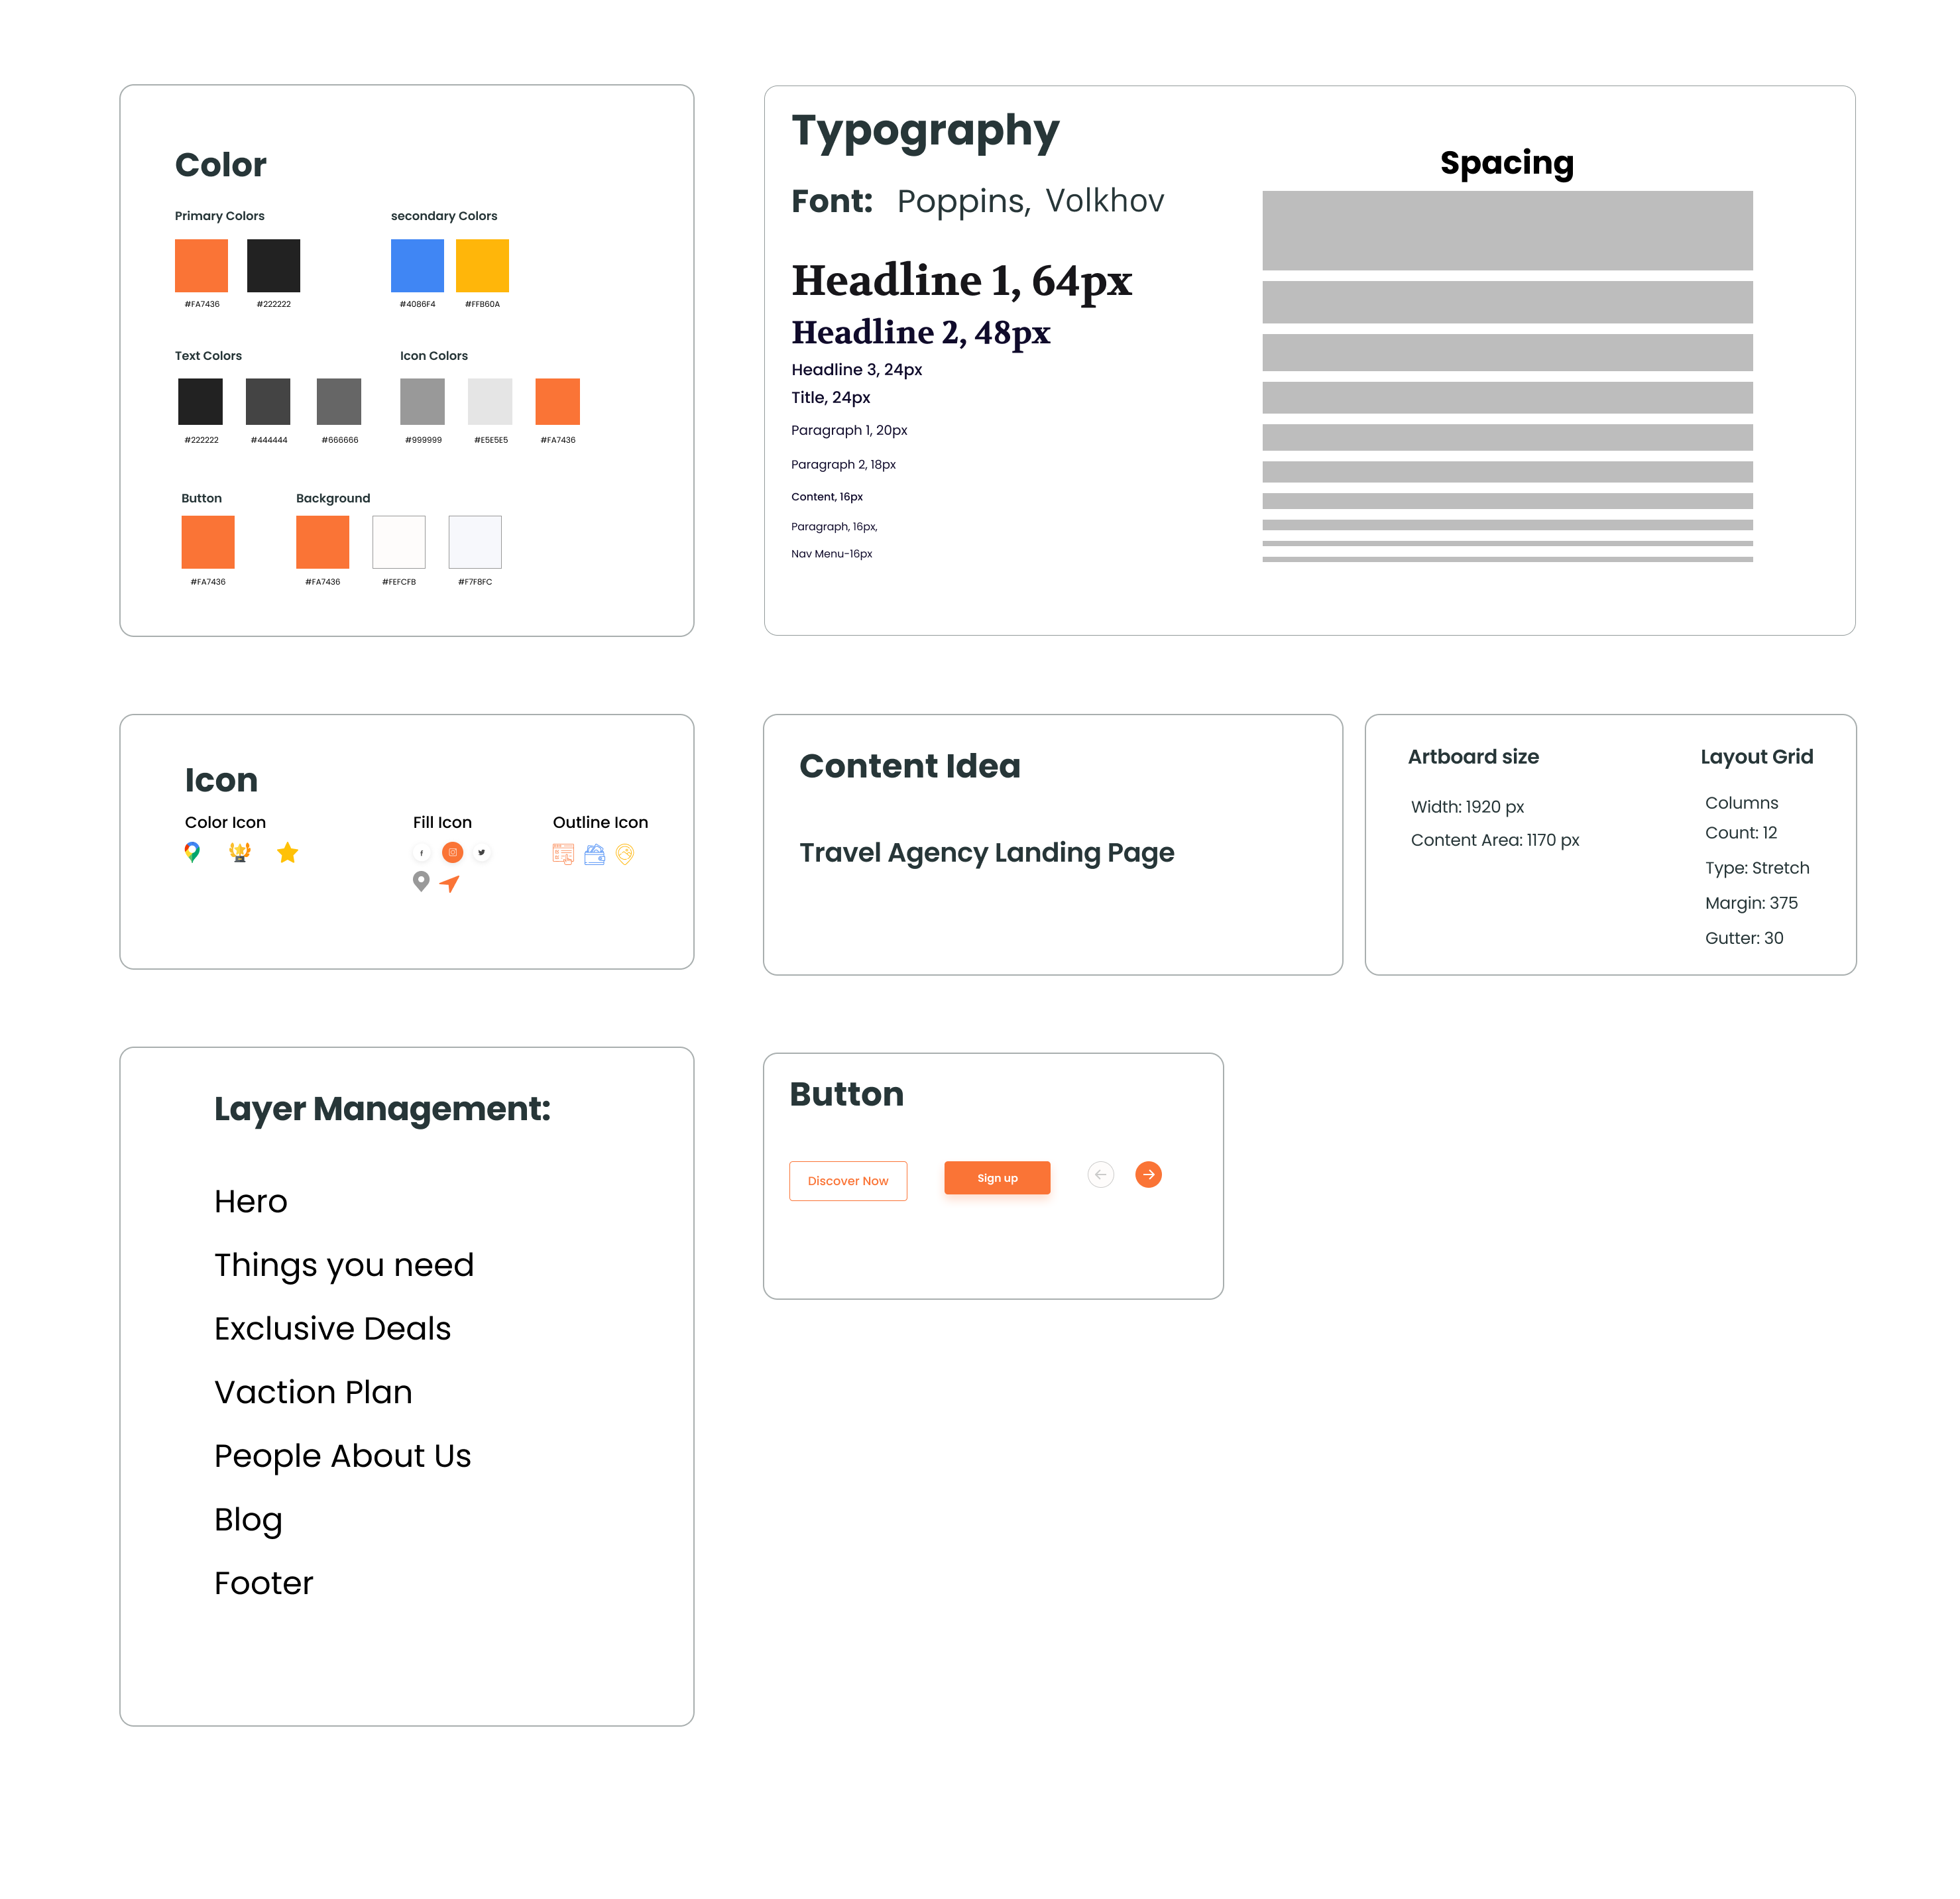 Color
Primary Colors
secondary Colors
#FA7436
#222222
#4086F4
#FFB60A
Text Colors
Icon Colors
#222222
#444444
#666666
#999999
#E5E5E5
#FA7436
Button
Background
#FA7436
#FA7436
#FEFCFB
#F7F8FC
Typography
Font: Poppins, Volkhov
Headline 1, 64px
Headline 2, 48px
Headline 3, 24px
Title, 24px
Paragraph 1, 20px
Paragraph 2, 18px
Content, 16px
Paragraph, 16px,
Nav Menu-16px
Spacing
Icon
Color Icon
Fill Icon
Outline Icon
Content Idea
Travel Agency Landing Page
Artboard size
Width: 1920 px
Content Area: 1170 px
Layout Grid
Columns
Count: 12
Type: Stretch
Margin: 375
Gutter: 30
Layer Management:
Hero
Things you need
Exclusive Deals
Vaction Plan
People About Us
Blog
Footer
Button
Discover Now
Sign up